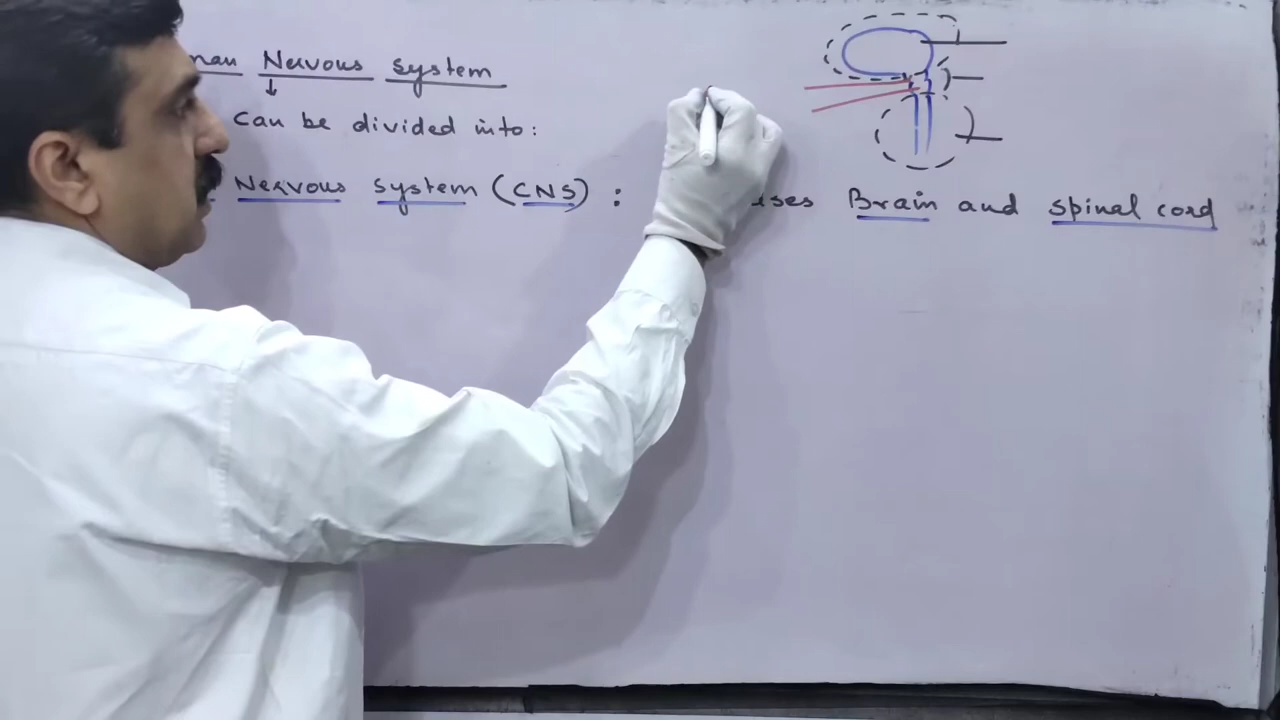 Nervous system
can be divided into:
Nervous system (CNS) : Brain and spinal cord